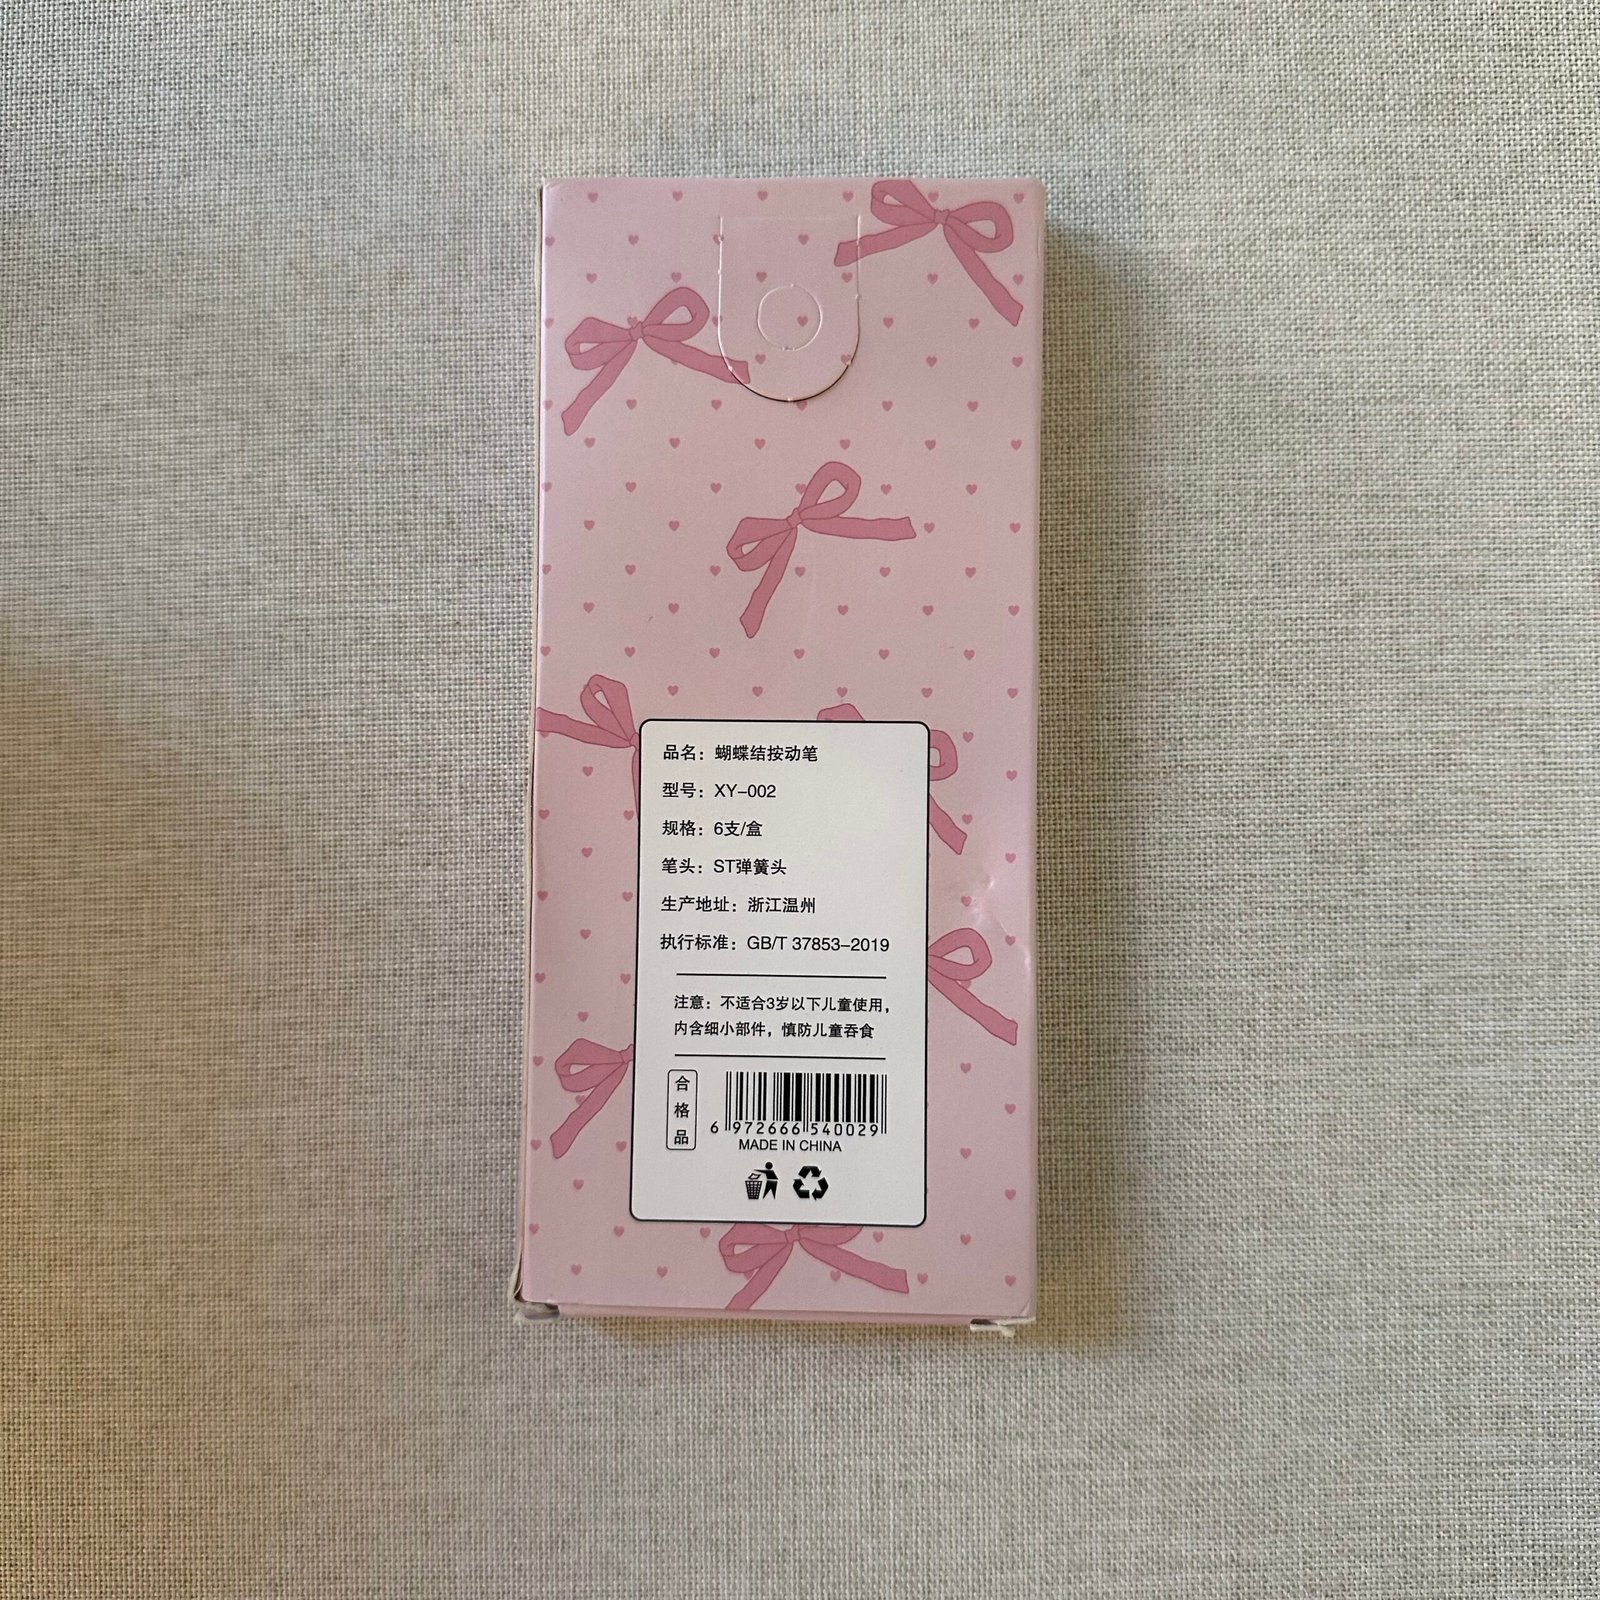 品名：蝴蝶结按动笔
型号：XY-002
规格：6支/盒
笔头：ST弹簧头
生产地址：浙江温州
执行标准：GB/T 37853-2019
注意：不适合3岁以下儿童使用，
内含细小部件，慎防儿童吞食
合格品
6 972666 540029
MADE IN CHINA